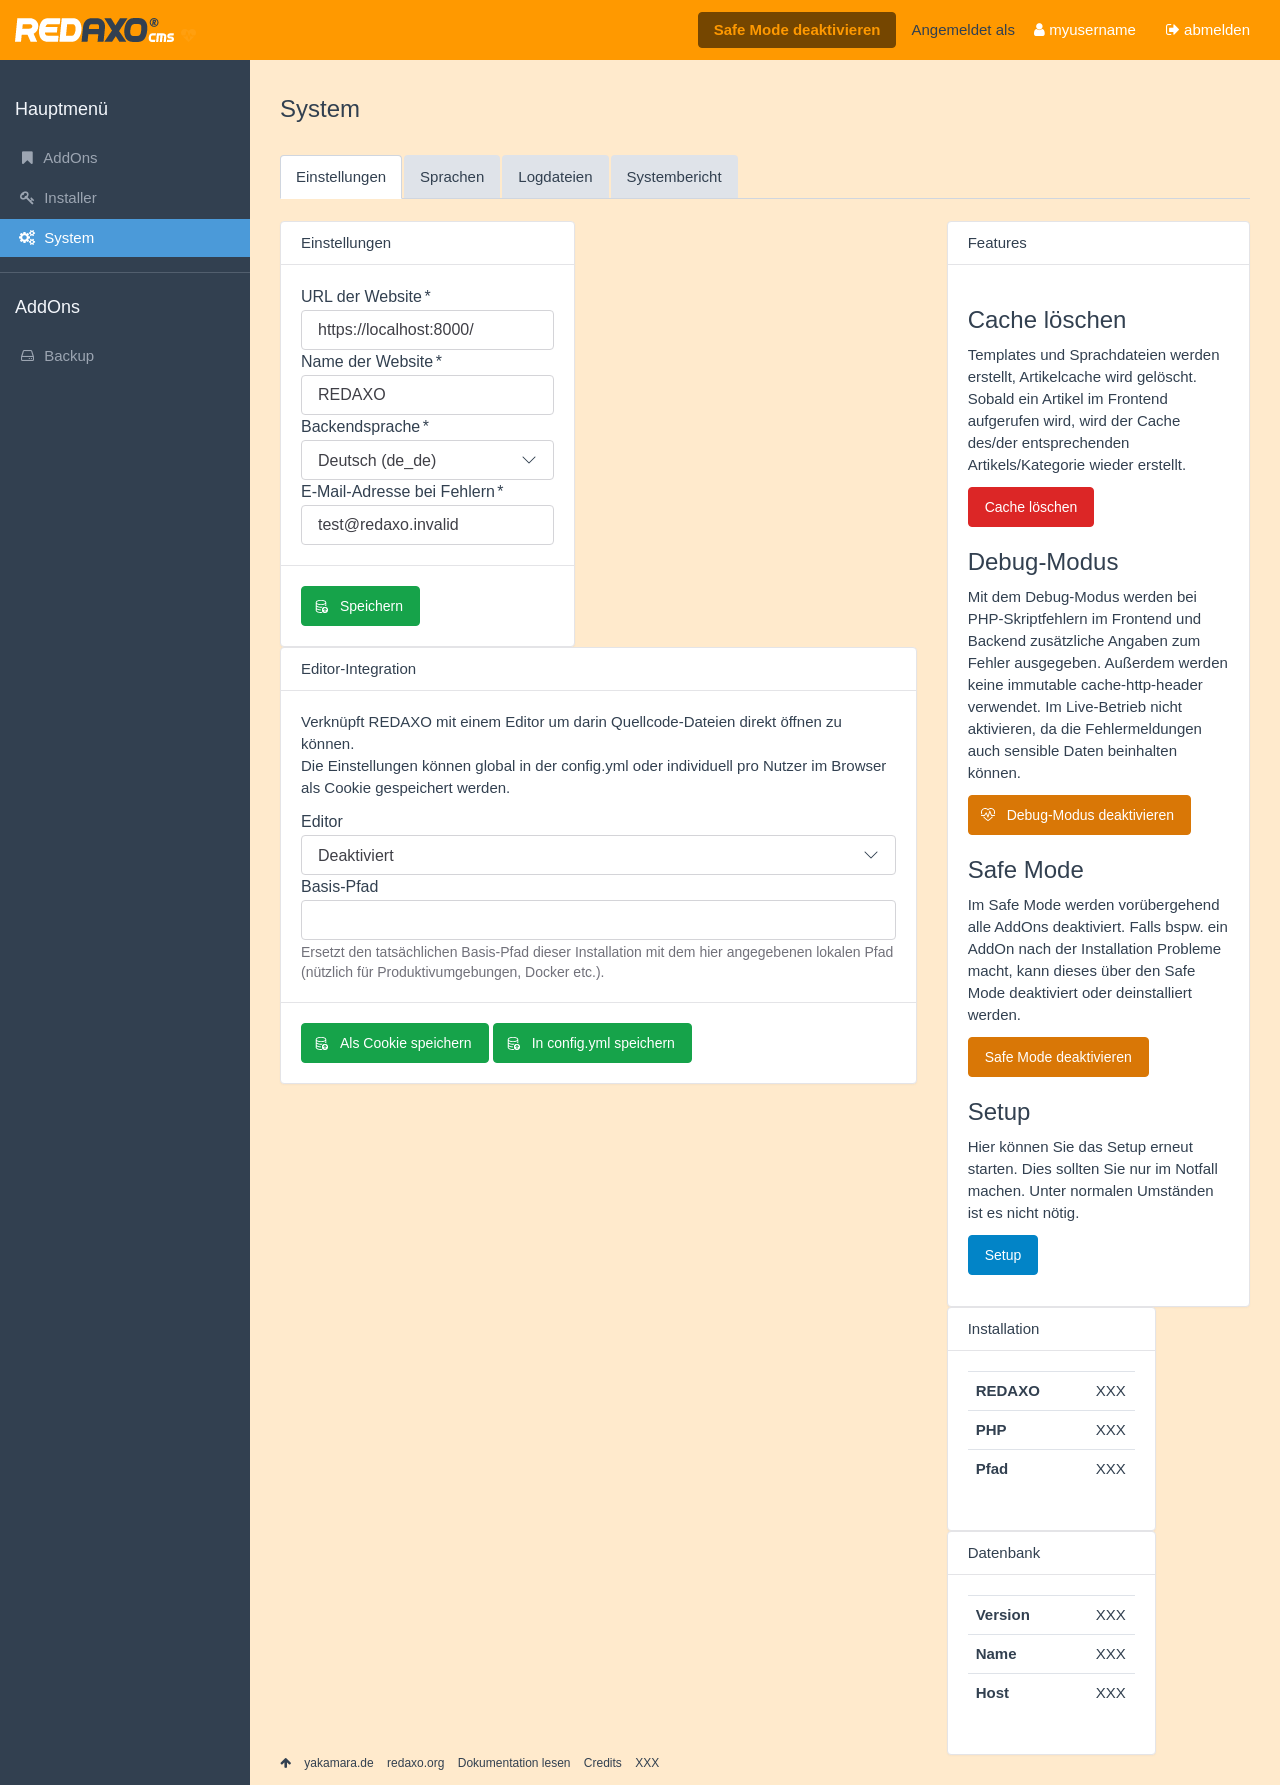 REDAXO® cms
Safe Mode deaktivieren
Angemeldet als
myusername
abmelden
Hauptmenü
AddOns
Installer
System
AddOns
Backup
System
Einstellungen
Sprachen
Logdateien
Systembericht
Einstellungen
URL der Website *
https://localhost:8000/
Name der Website *
REDAXO
Backendsprache *
Deutsch (de_de)
E-Mail-Adresse bei Fehlern *
test@redaxo.invalid
Speichern
Editor-Integration
Verknüpft REDAXO mit einem Editor um darin Quellcode-Dateien direkt öffnen zu
können.
Die Einstellungen können global in der config.yml oder individuell pro Nutzer im Browser
als Cookie gespeichert werden.
Editor
Deaktiviert
Basis-Pfad
Ersetzt den tatsächlichen Basis-Pfad dieser Installation mit dem hier angegebenen lokalen Pfad
(nützlich für Produktivumgebungen, Docker etc.).
Als Cookie speichern
In config.yml speichern
Features
Cache löschen
Templates und Sprachdateien werden
erstellt, Artikelcache wird gelöscht.
Sobald ein Artikel im Frontend
aufgerufen wird, wird der Cache
des/der entsprechenden
Artikels/Kategorie wieder erstellt.
Cache löschen
Debug-Modus
Mit dem Debug-Modus werden bei
PHP-Skriptfehlern im Frontend und
Backend zusätzliche Angaben zum
Fehler ausgegeben. Außerdem werden
keine immutable cache-http-header
verwendet. Im Live-Betrieb nicht
aktivieren, da die Fehlermeldungen
auch sensible Daten beinhalten
können.
Debug-Modus deaktivieren
Safe Mode
Im Safe Mode werden vorübergehend
alle AddOns deaktiviert. Falls bspw. ein
AddOn nach der Installation Probleme
macht, kann dieses über den Safe
Mode deaktiviert oder deinstalliert
werden.
Safe Mode deaktivieren
Setup
Hier können Sie das Setup erneut
starten. Dies sollten Sie nur im Notfall
machen. Unter normalen Umständen
ist es nicht nötig.
Setup
Installation
REDAXO XXX
PHP XXX
Pfad XXX
Datenbank
Version XXX
Name XXX
Host XXX
yakamara.de redaxo.org Dokumentation lesen Credits XXX